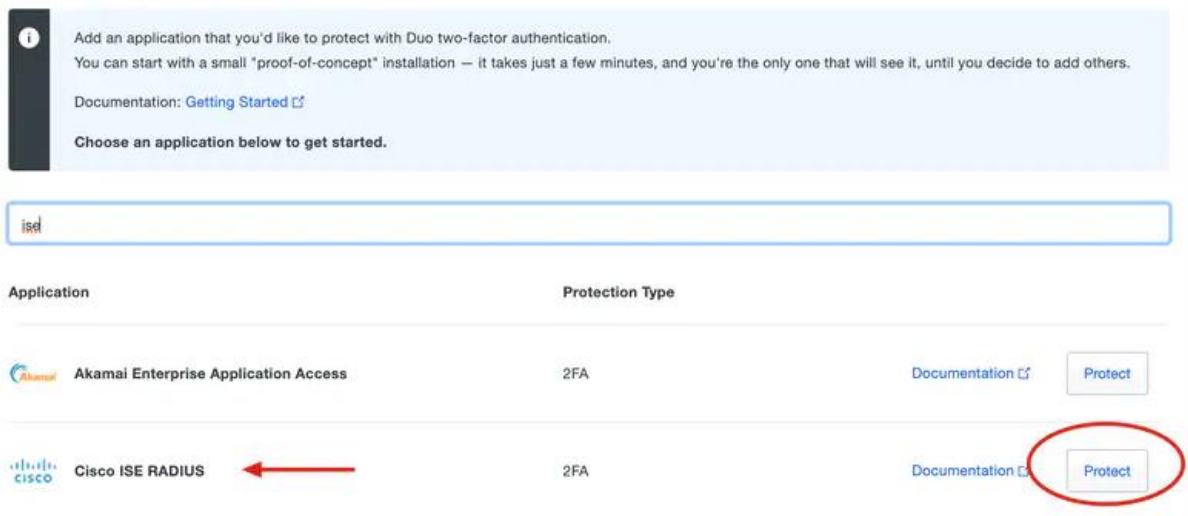 Add an application that you'd like to protect with Duo two-factor authentication.
You can start with a small "proof-of-concept" installation — it takes just a few minutes, and you're the only one that will see it, until you decide to add others.
Documentation: Getting Started
Choose an application below to get started.
ise
Application Protection Type
Akamai Akamai Enterprise Application Access 2FA Documentation Protect
CISCO Cisco ISE RADIUS 2FA Documentation Protect